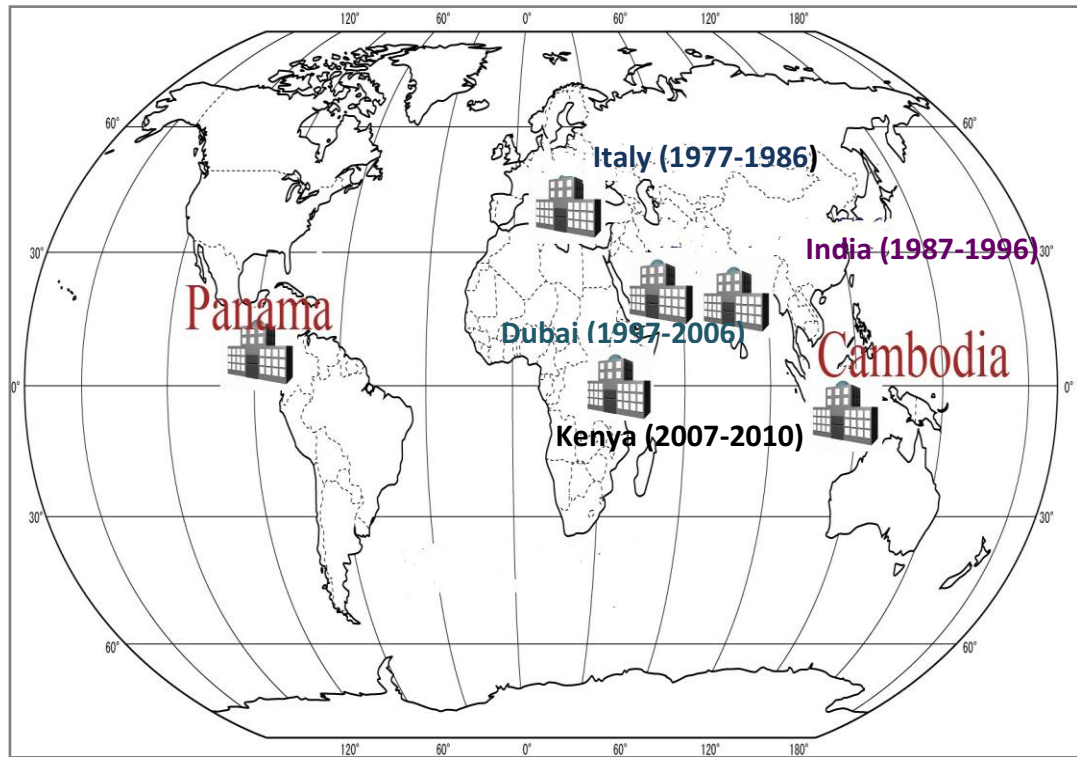 120° 60° 0° 60° 120° 180°
60° 60°
Italy (1977-1986)
30° India (1987-1996) 30°
Panama
Dubai (1997-2006)
Cambodia
0° 0°
Kenya (2007-2010)
30° 30°
60° 60°
120° 60° 0° 60° 120° 180°